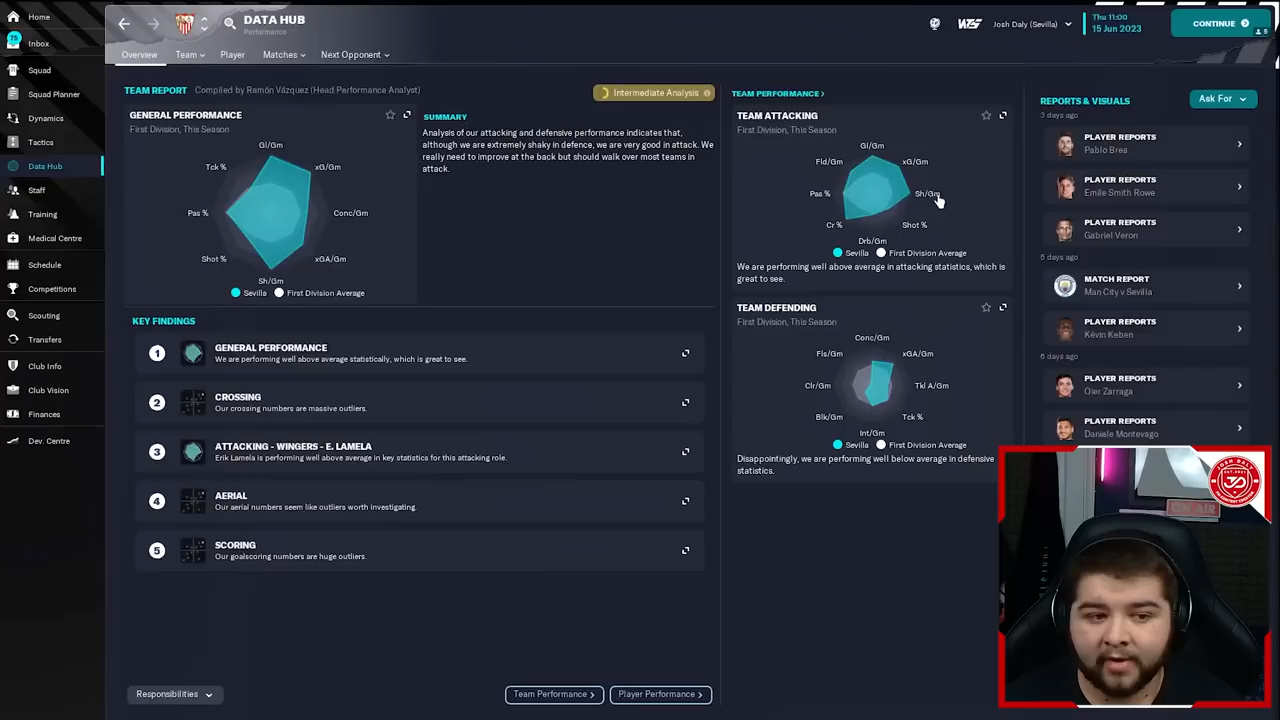 Home
75
Inbox
Squad
Squad Planner
Dynamics
Tactics
Data Hub
Staff
Training
Medical Centre
Schedule
Competitions
Scouting
Transfers
Club Info
Club Vision
Finances
Dev. Centre
DATA HUB
Performance
Josh Daly (Sevilla)
Thu 11:00
15 Jun 2023
CONTINUE
5
Overview
Team
Player
Matches
Next Opponent
TEAM REPORT Compiled by Ramón Vázquez (Head Performance Analyst)
Intermediate Analysis
GENERAL PERFORMANCE
First Division, This Season
Gl/Gm
Tck %
xG/Gm
Pas %
Conc/Gm
Shot %
xGA/Gm
Sh/Gm
Sevilla
First Division Average
SUMMARY
Analysis of our attacking and defensive performance indicates that,
although we are extremely shaky in defence, we are very good in attack. We
really need to improve at the back but should walk over most teams in
attack.
KEY FINDINGS
1
GENERAL PERFORMANCE
We are performing well above average statistically, which is great to see.
2
CROSSING
Our crossing numbers are massive outliers.
3
ATTACKING - WINGERS - E. LAMELA
Erik Lamela is performing well above average in key statistics for this attacking role.
4
AERIAL
Our aerial numbers seem like outliers worth investigating.
5
SCORING
Our goalscoring numbers are huge outliers.
Responsibilities
Team Performance
Player Performance
TEAM PERFORMANCE
TEAM ATTACKING
First Division, This Season
Gl/Gm
Fld/Gm
xG/Gm
Pas %
Sh/Gm
Cr %
Shot %
Drb/Gm
Sevilla
First Division Average
We are performing well above average in attacking statistics, which is
great to see.
TEAM DEFENDING
First Division, This Season
Conc/Gm
Fls/Gm
xGA/Gm
Clr/Gm
Tkl A/Gm
Blk/Gm
Tck %
Int/Gm
Sevilla
First Division Average
Disappointingly, we are performing well below average in defensive
statistics.
REPORTS & VISUALS
Ask For
3 days ago
PLAYER REPORTS
Pablo Brea
PLAYER REPORTS
Emile Smith Rowe
PLAYER REPORTS
Gabriel Veron
5 days ago
MATCH REPORT
Man City v Sevilla
PLAYER REPORTS
Kévin Keben
6 days ago
PLAYER REPORTS
Oier Zarraga
PLAYER REPORTS
Daniele Montevago
JOSH DALY
JD
ON AIR